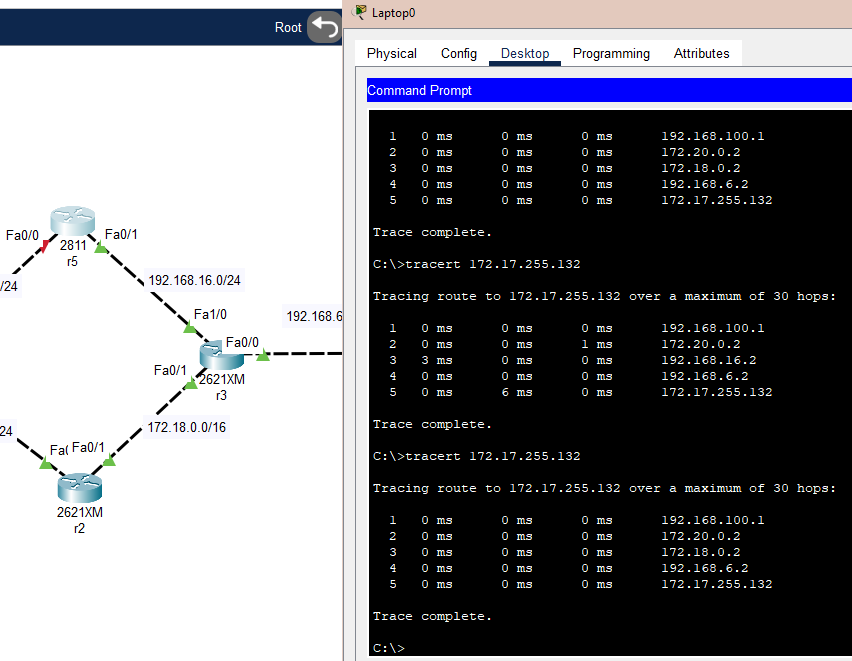 Root
Fa0/0
Fa0/1
2811
r5
/24
192.168.16.0/24
Fa1/0
192.168.6
Fa0/0
Fa0/1
2621XM
r3
172.18.0.0/16
24
Fa(
Fa0/1
2621XM
r2
Laptop0
Physical Config Desktop Programming Attributes
Command Prompt
1 0 ms 0 ms 0 ms 192.168.100.1
2 0 ms 0 ms 0 ms 172.20.0.2
3 0 ms 0 ms 0 ms 172.18.0.2
4 0 ms 0 ms 0 ms 192.168.6.2
5 0 ms 0 ms 0 ms 172.17.255.132
Trace complete.
C:\>tracert 172.17.255.132
Tracing route to 172.17.255.132 over a maximum of 30 hops:
1 0 ms 0 ms 0 ms 192.168.100.1
2 0 ms 0 ms 1 ms 172.20.0.2
3 3 ms 0 ms 0 ms 192.168.16.2
4 0 ms 0 ms 0 ms 192.168.6.2
5 0 ms 6 ms 0 ms 172.17.255.132
Trace complete.
C:\>tracert 172.17.255.132
Tracing route to 172.17.255.132 over a maximum of 30 hops:
1 0 ms 0 ms 0 ms 192.168.100.1
2 0 ms 0 ms 0 ms 172.20.0.2
3 0 ms 0 ms 0 ms 172.18.0.2
4 0 ms 0 ms 0 ms 192.168.6.2
5 0 ms 0 ms 0 ms 172.17.255.132
Trace complete.
C:\>